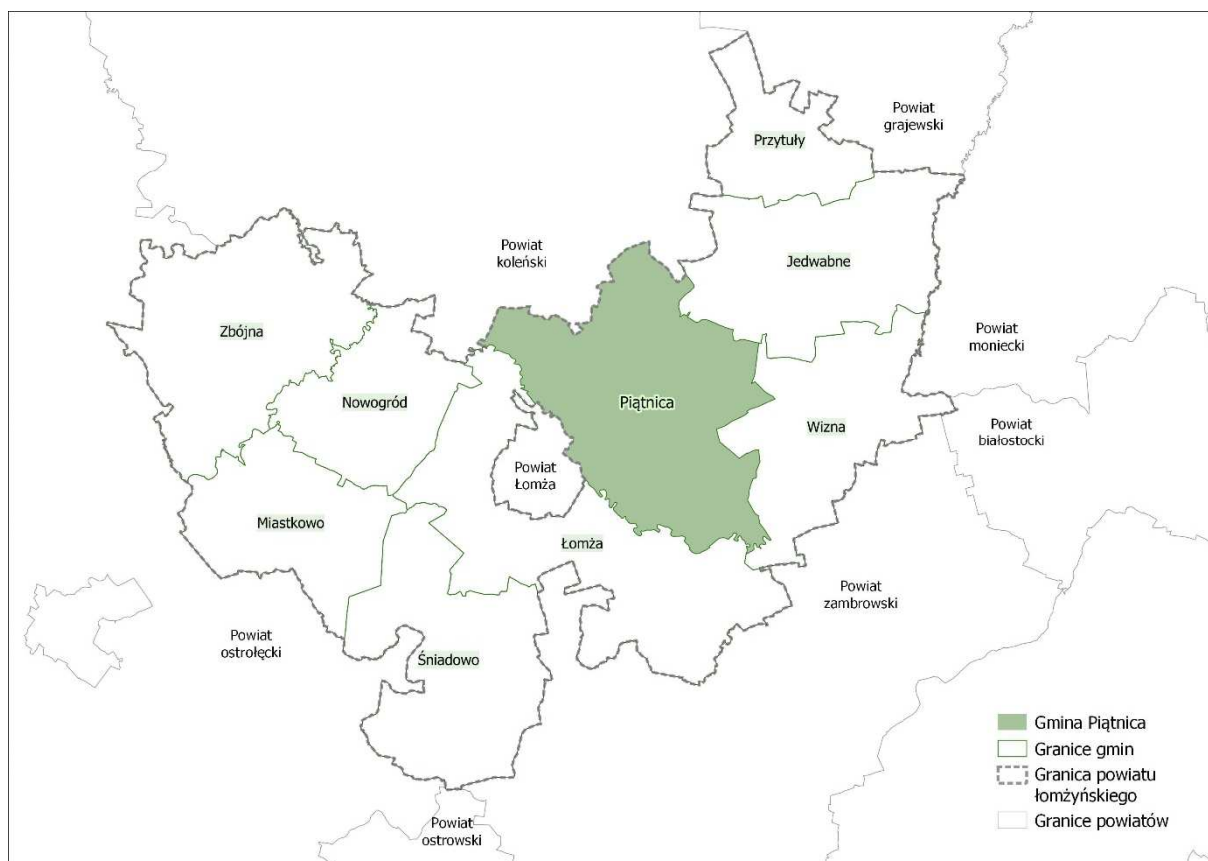 Powiat
grajewski
Przytuły
Powiat
koleński
Jedwabne
Zbójna
Powiat
moniecki
Nowogród
Piątnica
Wizna
Powiat
białostocki
Powiat
Łomża
Miastkowo
Łomża
Powiat
zambrowski
Powiat
ostrołęcki
Śniadowo
Powiat
ostrowski
Gmina Piątnica
Granice gmin
Granica powiatu
łomżyńskiego
Granice powiatów